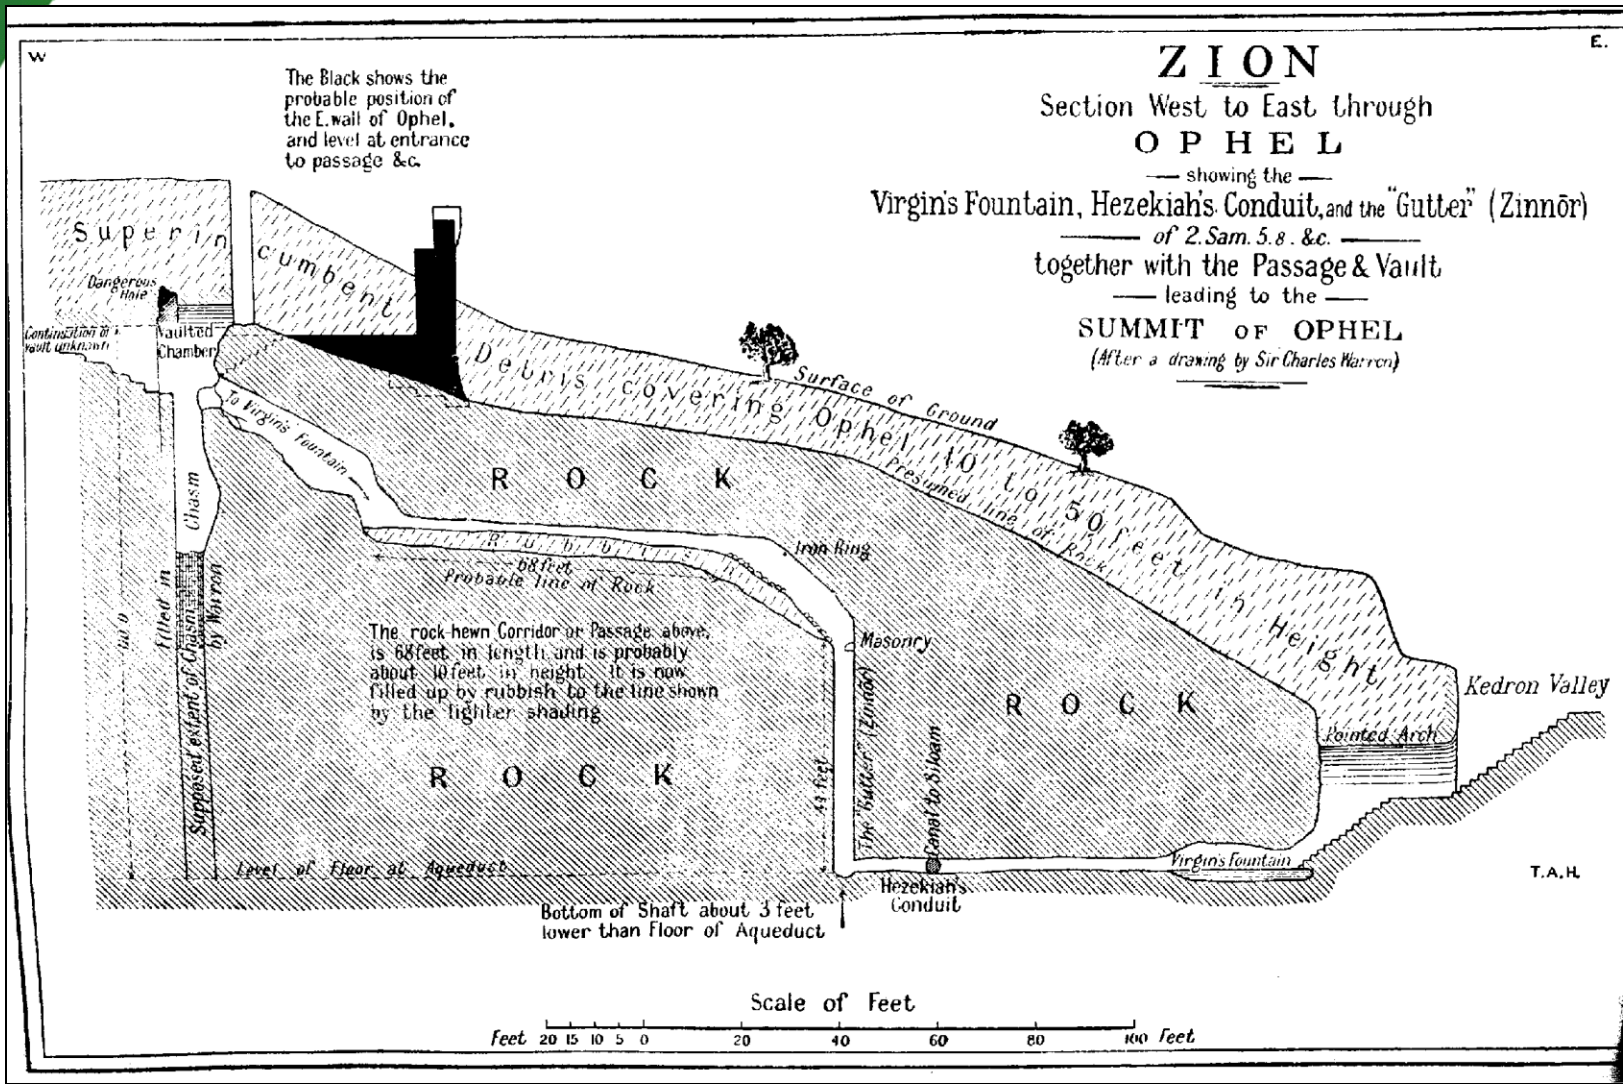 W
E.
The Black shows the
probable position of
the E. wall of Ophel,
and level at entrance
to passage &c.
ZION
Section West to East through
OPHEL
showing the
Virgin's Fountain, Hezekiah's Conduit, and the "Gutter" (Zinnōr)
of 2. Sam. 5. 8. &c.
together with the Passage & Vault
leading to the
SUMMIT OF OPHEL
(After a drawing by Sir Charles Warren)
Superincumbent
Debris covering Ophel 10 to 50 feet in Height
Dangerous
Hole
Continuation of
vault unknown
Vaulted
Chamber
Surface of Ground
Presumed line of Rock
To Virgin's Fountain
ROCK
Chasm
Iron Ring
Rubbish
68 feet
Probable line of Rock
Filled in
by Warren
Supposed extent of Chasm
The rock-hewn Corridor or Passage above,
is 68 feet in length and is probably
about 10 feet in height. It is now
filled up by rubbish to the line shown
by the lighter shading
Masonry
The "Gutter" (Zinnōr)
44 feet
Canal to Siloam
ROCK
ROCK
Kedron Valley
Pointed Arch
Level of Floor at Aqueduct
Virgin's Fountain
Hezekiah's
Conduit
T.A.H.
Bottom of Shaft about 3 feet
lower than Floor of Aqueduct
Scale of Feet
Feet 20 15 10 5 0 20 40 60 80 100 Feet